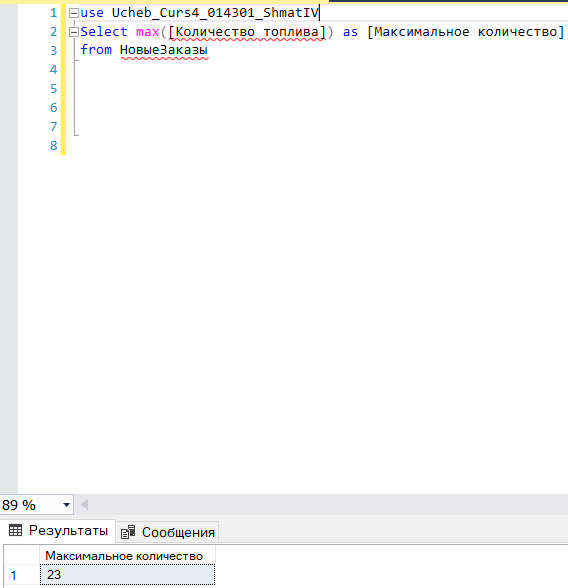 1 use Ucheb_Curs4_014301_ShmatIV
2 Select max([Количество топлива]) as [Максимальное количество]
3 from НовыеЗаказы
4
5
6
7
8
89 %
Результаты Сообщения
Максимальное количество
1 23